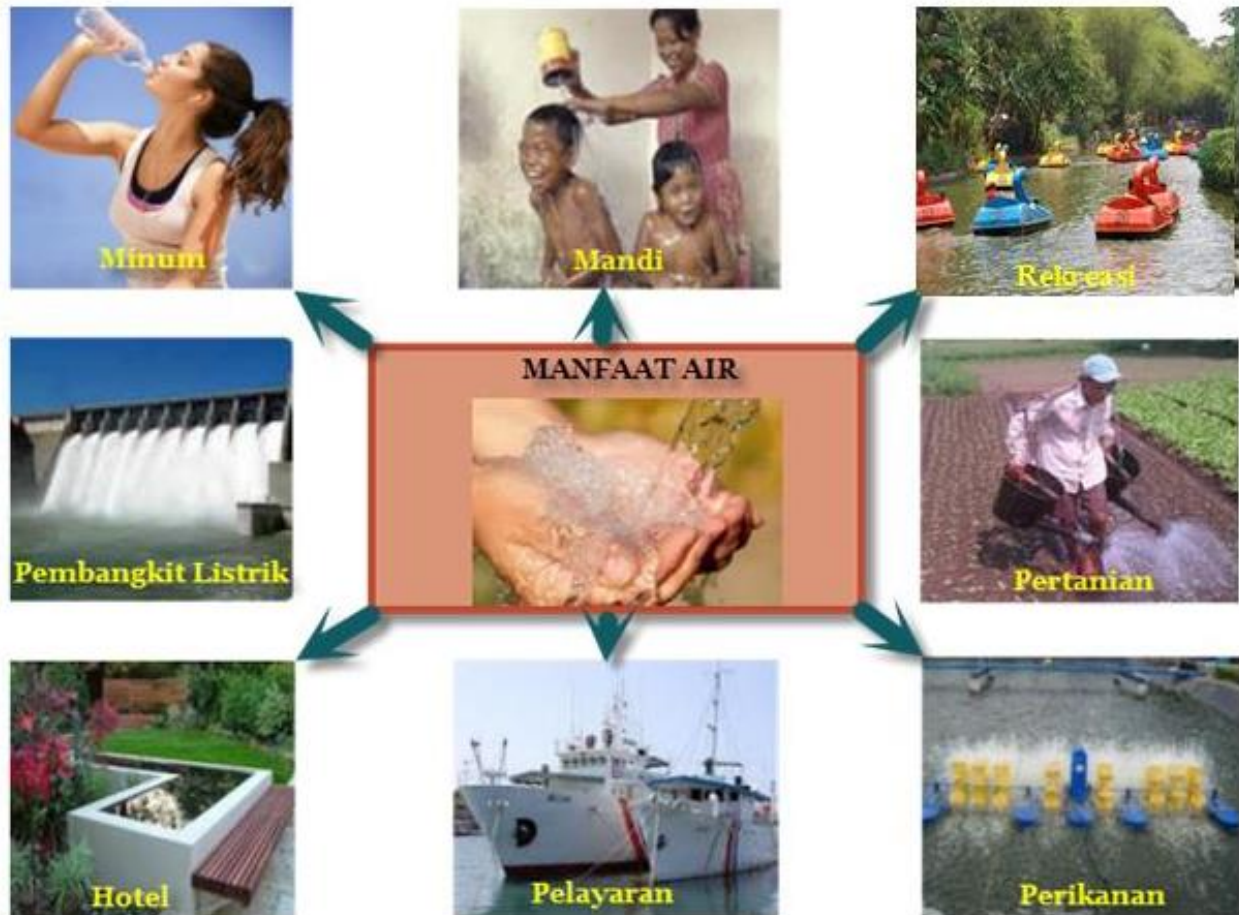 Minum
Mandi
Rekreasi
MANFAAT AIR
Pembangkit Listrik
Pertanian
Hotel
Pelayaran
Perikanan